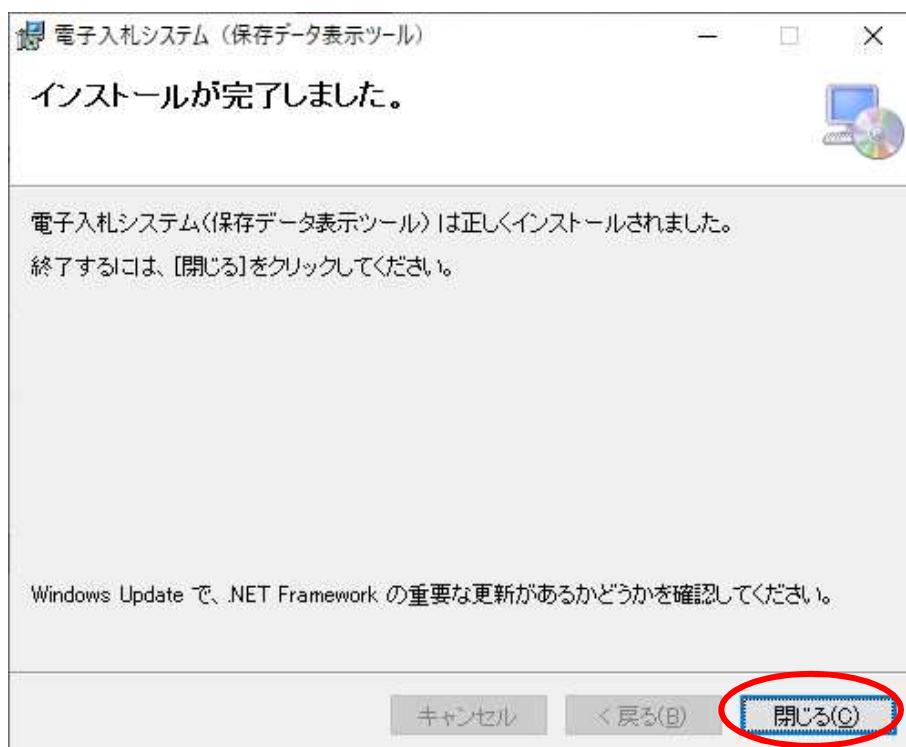 電子入札システム（保存データ表示ツール）
インストールが完了しました。
電子入札システム(保存データ表示ツール) は正しくインストールされました。
終了するには、[閉じる]をクリックしてください。
Windows Update で、.NET Framework の重要な更新があるかどうかを確認してください。
キャンセル
< 戻る(B)
閉じる(C)